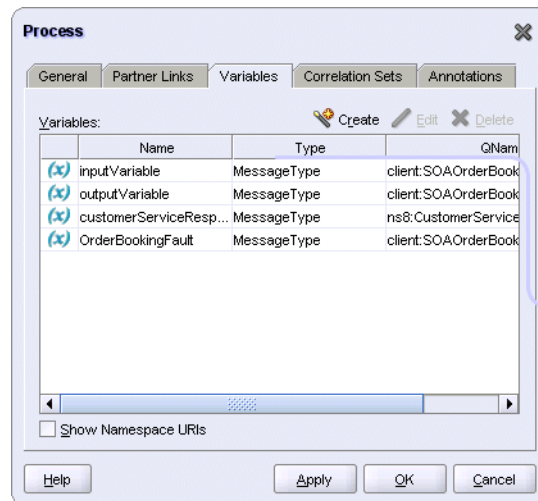 Process
General Partner Links Variables Correlation Sets Annotations
Variables: Create Edit Delete
Name Type QNam
(x) inputVariable MessageType client:SOAOrderBook
(x) outputVariable MessageType client:SOAOrderBook
(x) customerServiceResp... MessageType ns8:CustomerService
(x) OrderBookingFault MessageType client:SOAOrderBook
Show Namespace URIs
Help Apply OK Cancel